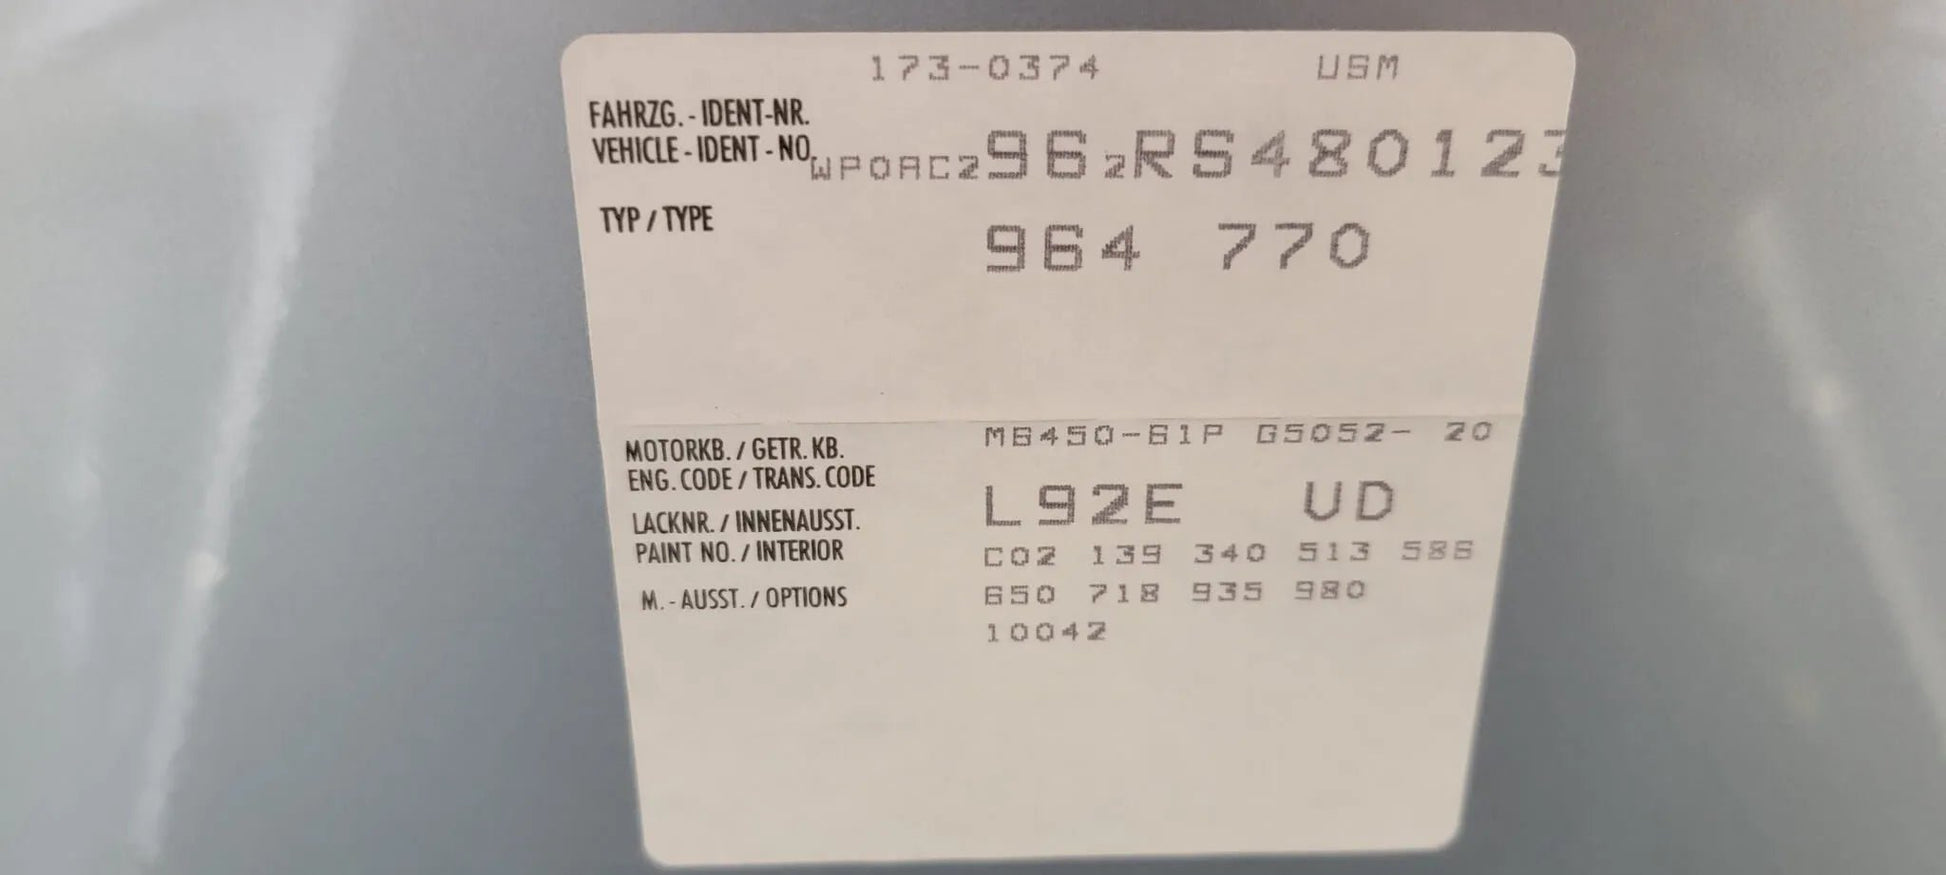 173-0374 USM
FAHRZG.-IDENT-NR.
VEHICLE-IDENT-NO. WP0AC2962RS480123
TYP / TYPE 964 770
MOTORKB. / GETR. KB. M6450-61P G5052- 20
ENG. CODE / TRANS. CODE
LACKNR. / INNENAUSST. L92E UD
PAINT NO. / INTERIOR C02 139 340 513 586
M.-AUSST. / OPTIONS 650 718 935 980
10042